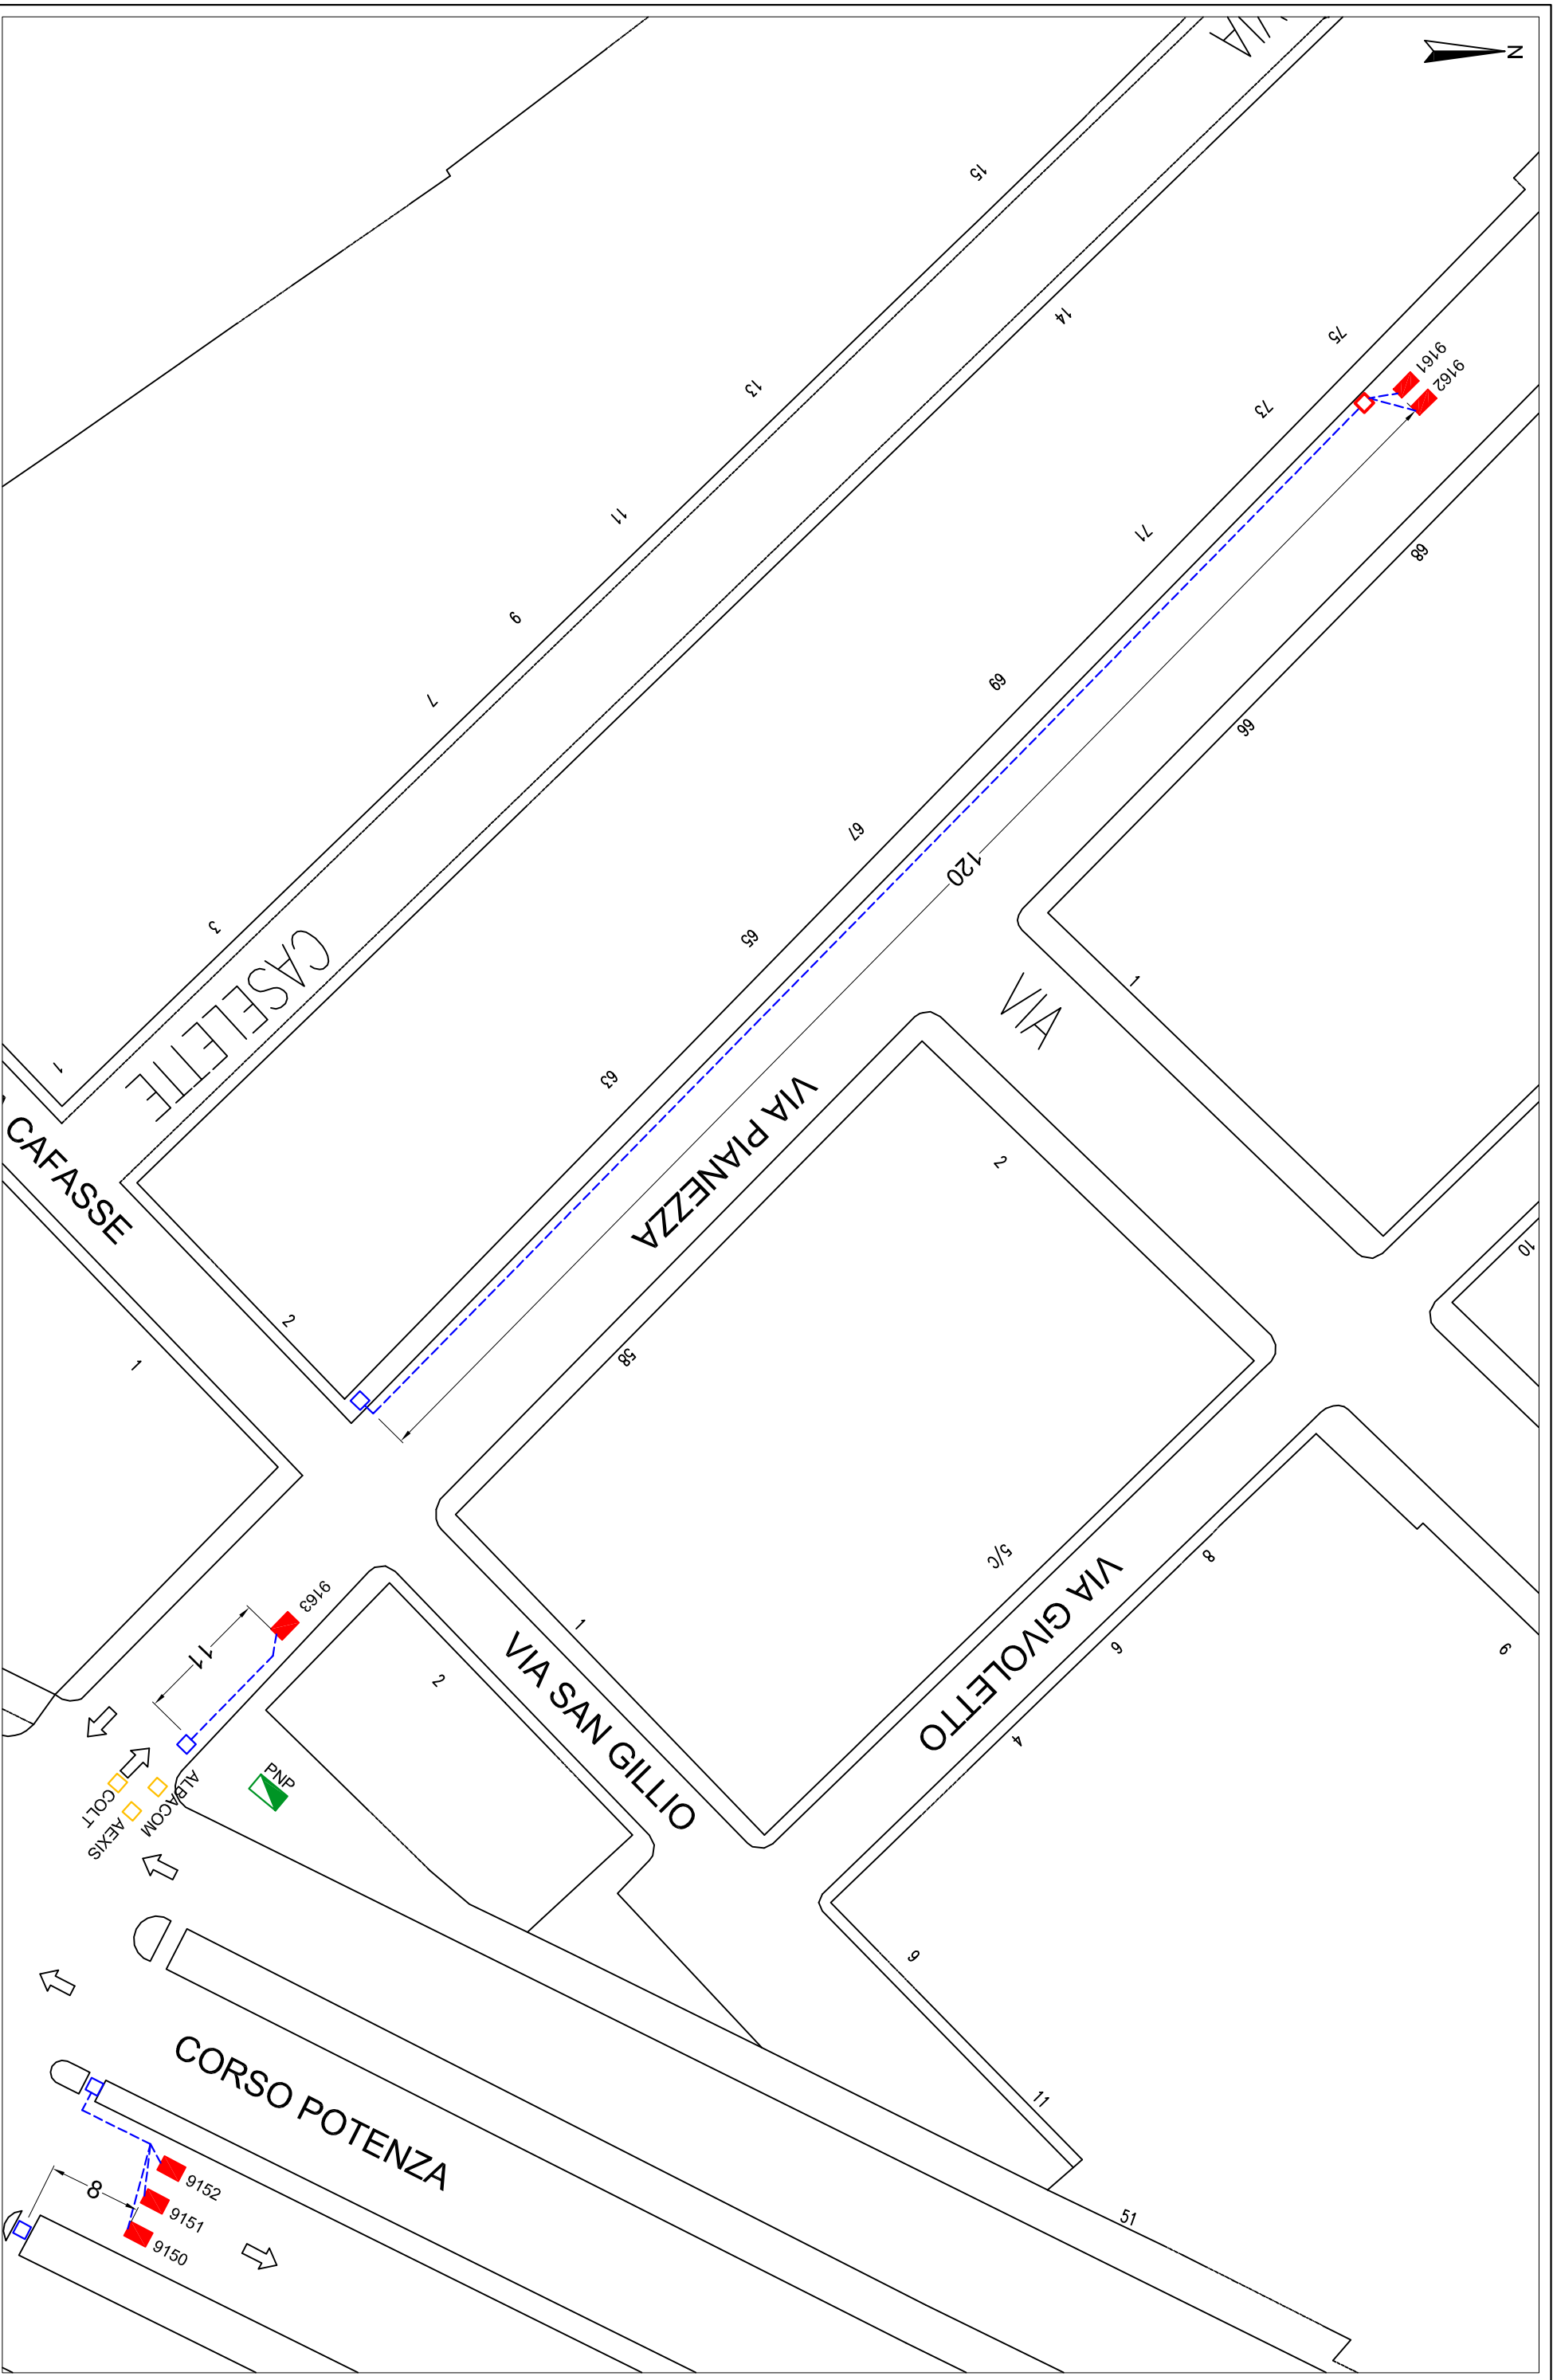 VIA
N
15
14
75
9161
9162
13
73
11
71
68
9
69
7
66
67
120
65
3
CASELETTE
VIA
1
63
1
VIA PIANEZZA
CAFASSE
2
2
10
58
1
5/C
8
9163
1
VIA GIVOLETTO
6
9
11
2
VIA SAN GILLIO
4
PNP
COLT
ALBACOM
AEXIS
9
CORSO POTENZA
11
9152
8
9151
9150
51